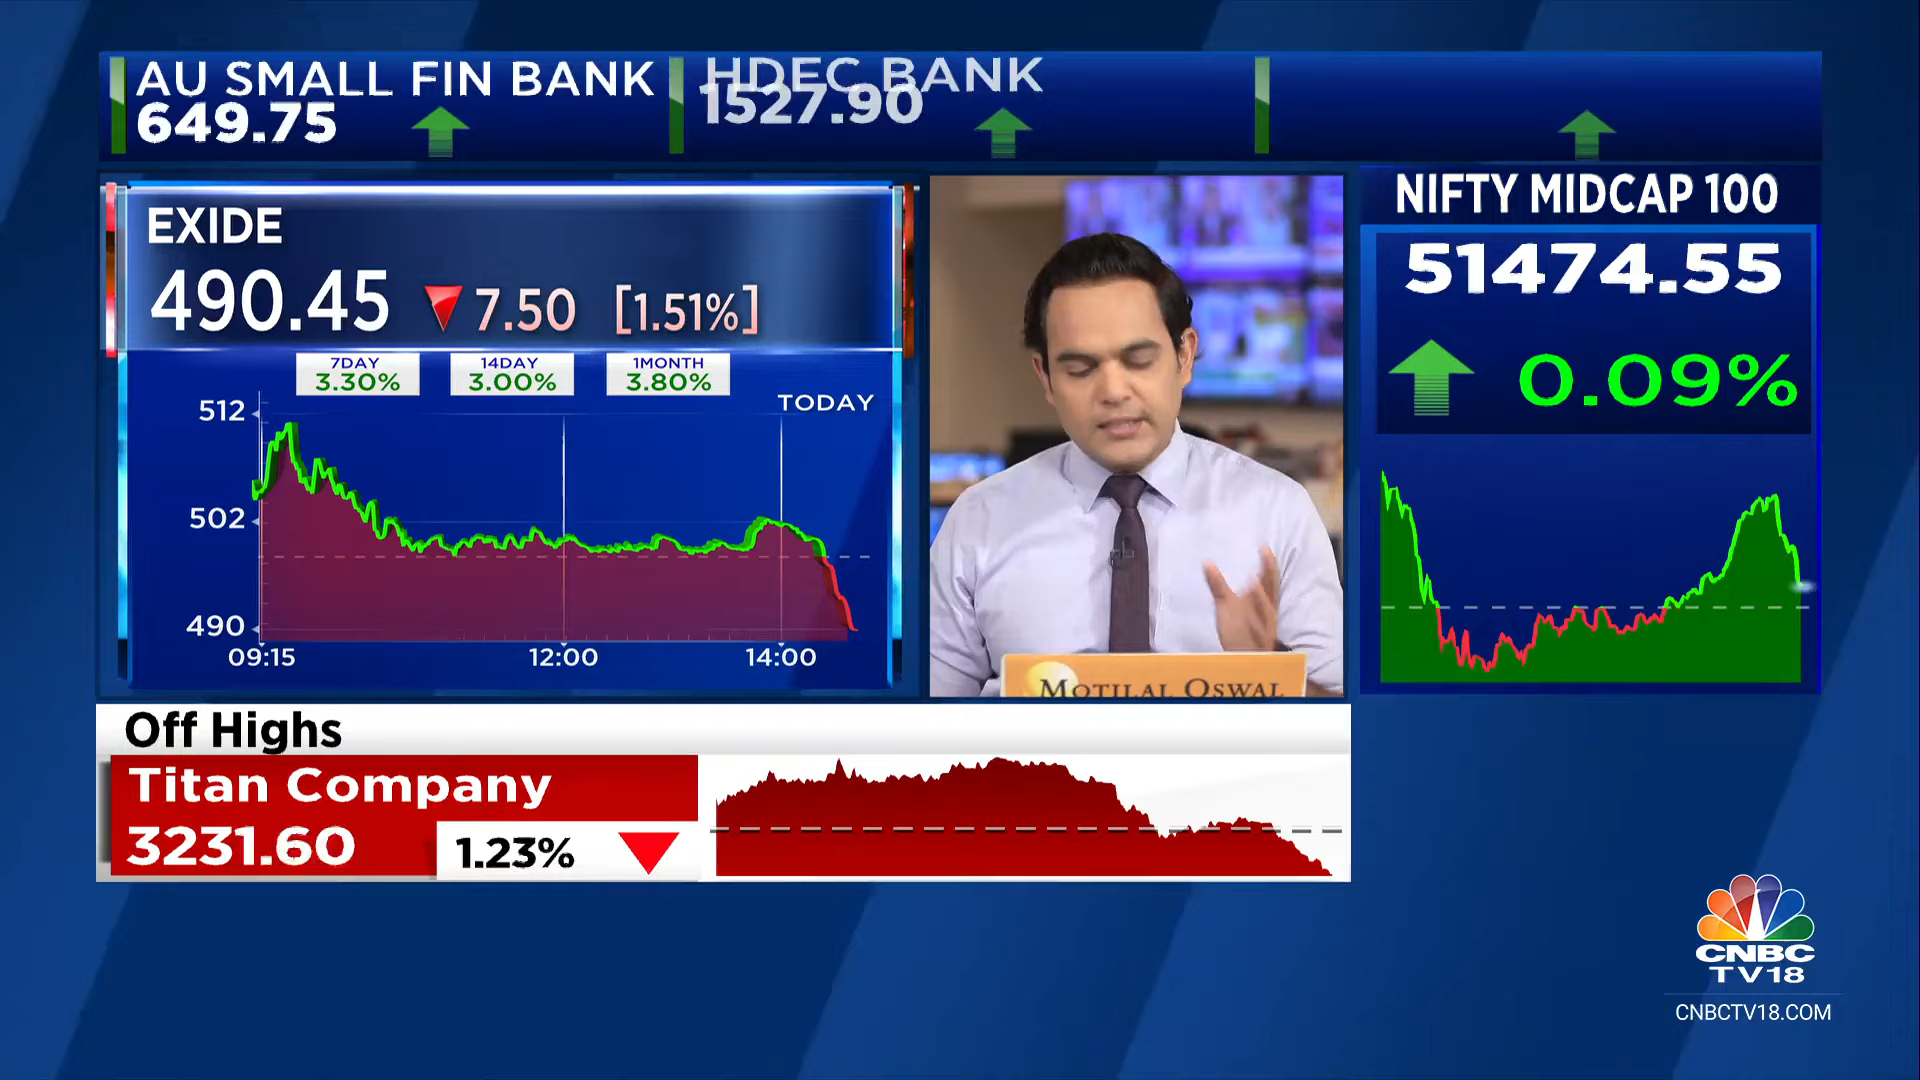 AU SMALL FIN BANK
649.75
HDFC BANK
1527.90
EXIDE
490.45 7.50 [1.51%]
7DAY
3.30%
14DAY
3.00%
1MONTH
3.80%
TODAY
512
502
490
09:15 12:00 14:00
MOTILAL OSWAL
NIFTY MIDCAP 100
51474.55
0.09%
Off Highs
Titan Company
3231.60
1.23%
CNBC
TV18
CNBCTV18.COM